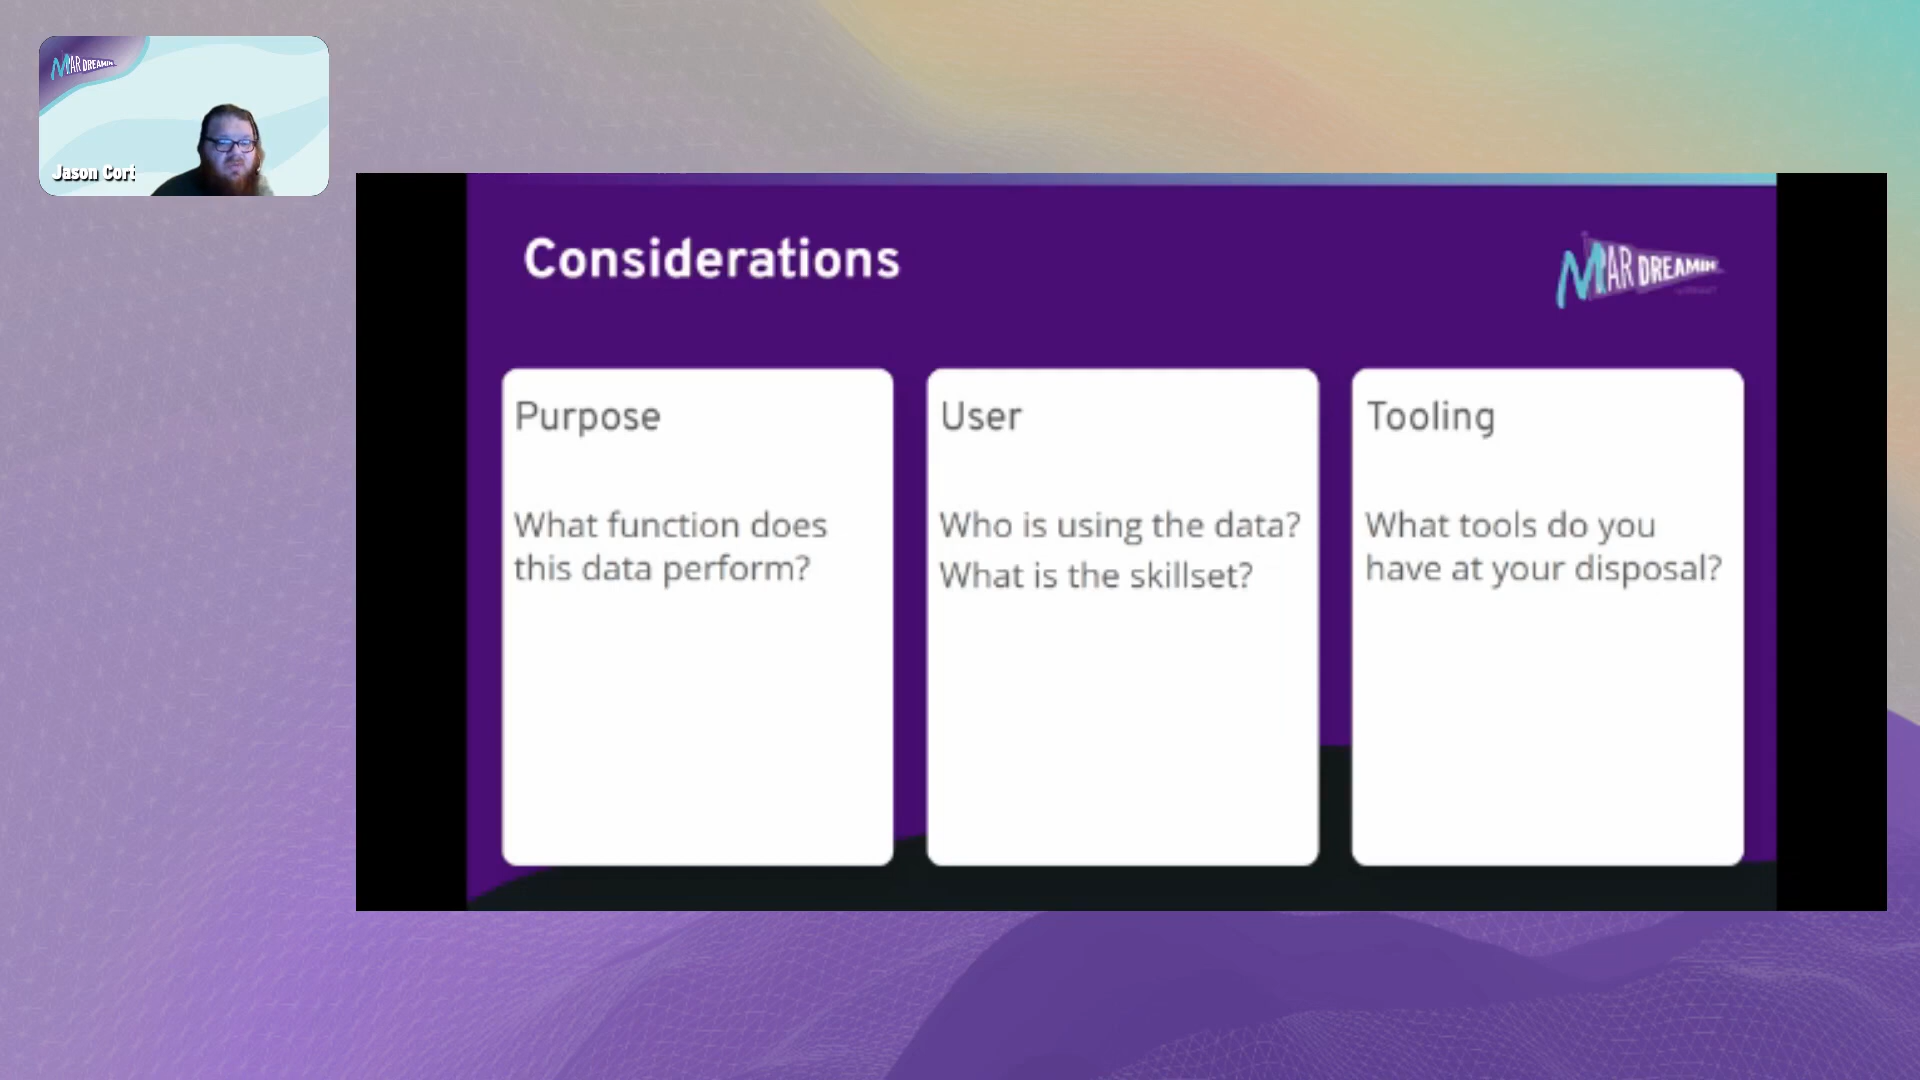 MAR DREAMIN'
Jason Cort
Considerations
MAR DREAMIN'
Purpose
What function does
this data perform?
User
Who is using the data?
What is the skillset?
Tooling
What tools do you
have at your disposal?